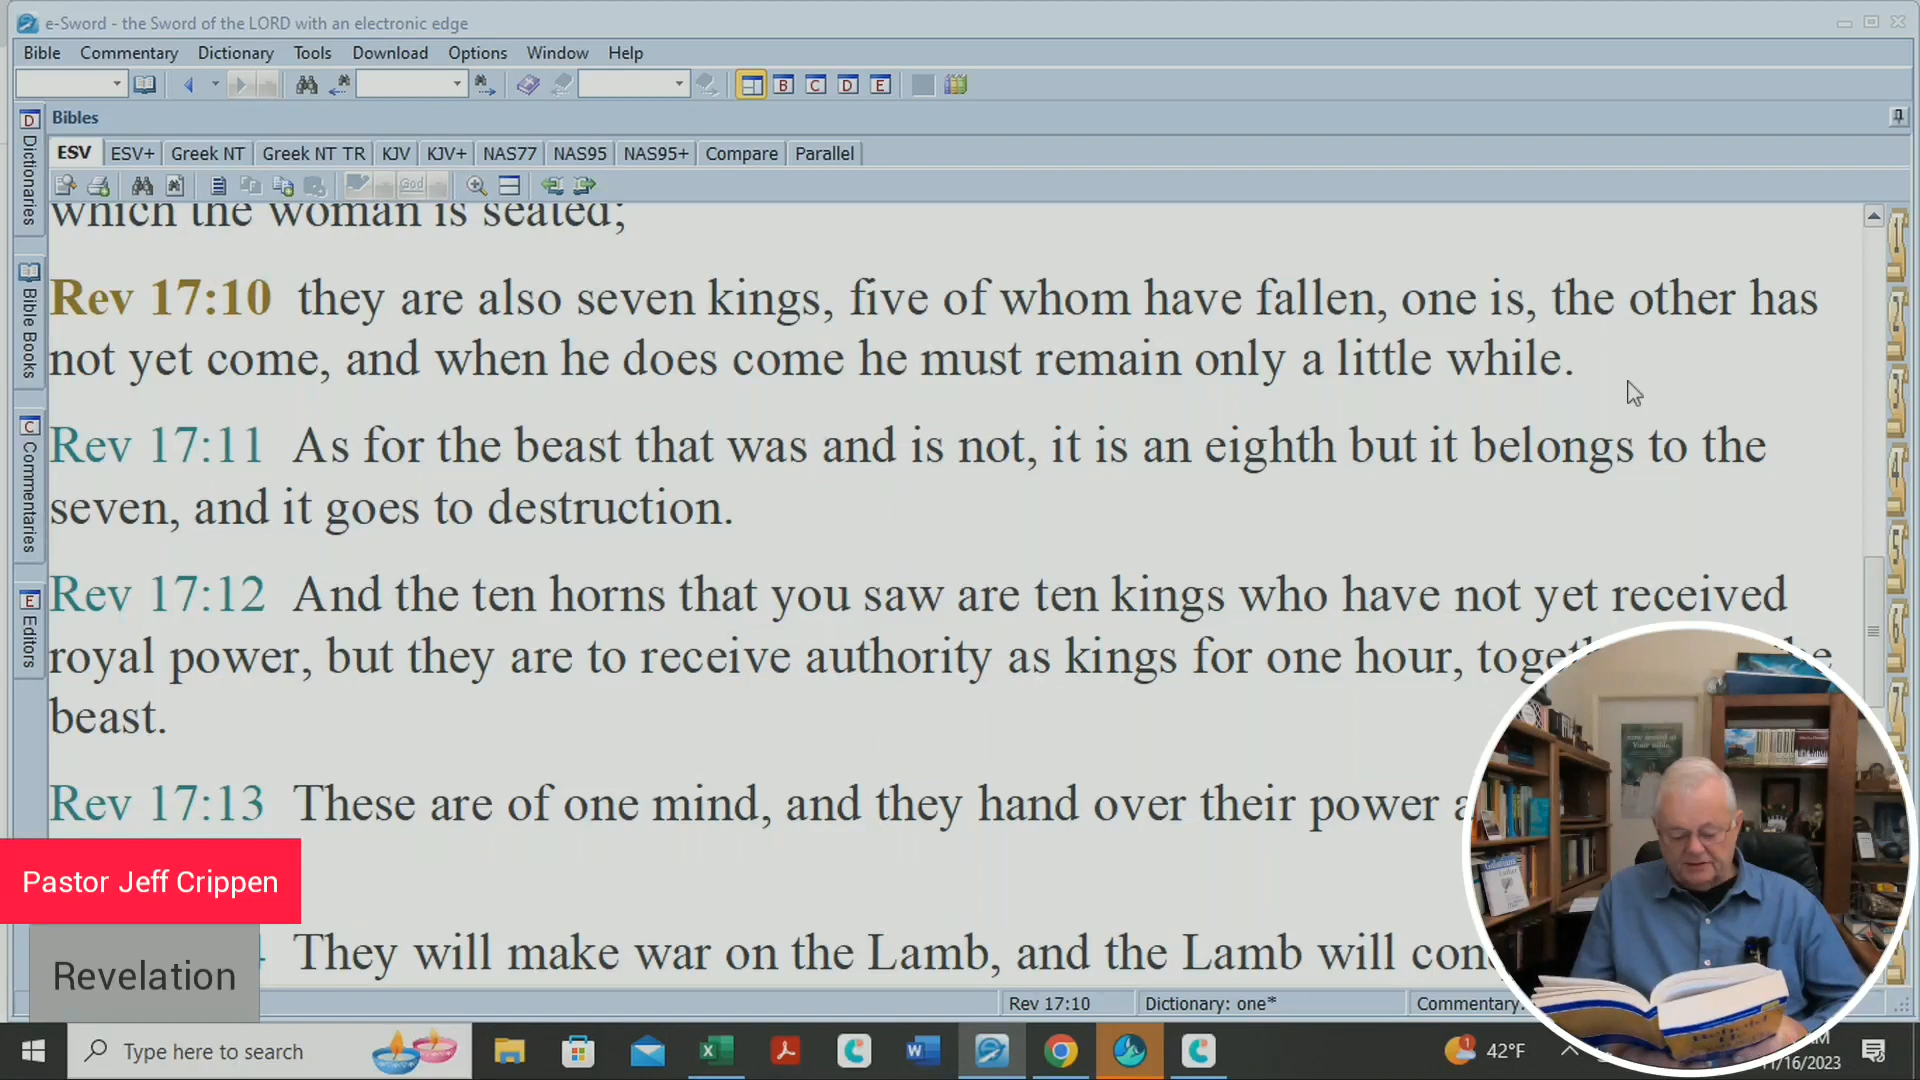 e-Sword - the Sword of the LORD with an electronic edge
Bible Commentary Dictionary Tools Download Options Window Help
B C D E
Bibles
ESV ESV+ Greek NT Greek NT TR KJV KJV+ NAS77 NAS95 NAS95+ Compare Parallel
God
D Dictionaries
Bible Books
C Commentaries
E Editors
which the woman is seated;
Rev 17:10 they are also seven kings, five of whom have fallen, one is, the other has
not yet come, and when he does come he must remain only a little while.
Rev 17:11 As for the beast that was and is not, it is an eighth but it belongs to the
seven, and it goes to destruction.
Rev 17:12 And the ten horns that you saw are ten kings who have not yet received
royal power, but they are to receive authority as kings for one hour,
beast.
Rev 17:13 These are of one mind, and they hand over their power
They will make war on the Lamb, and the Lamb will
1
2
3
4
5
6
7
Pastor Jeff Crippen
Revelation
Rev 17:10 Dictionary: one* Commentary:
Type here to search
42°F